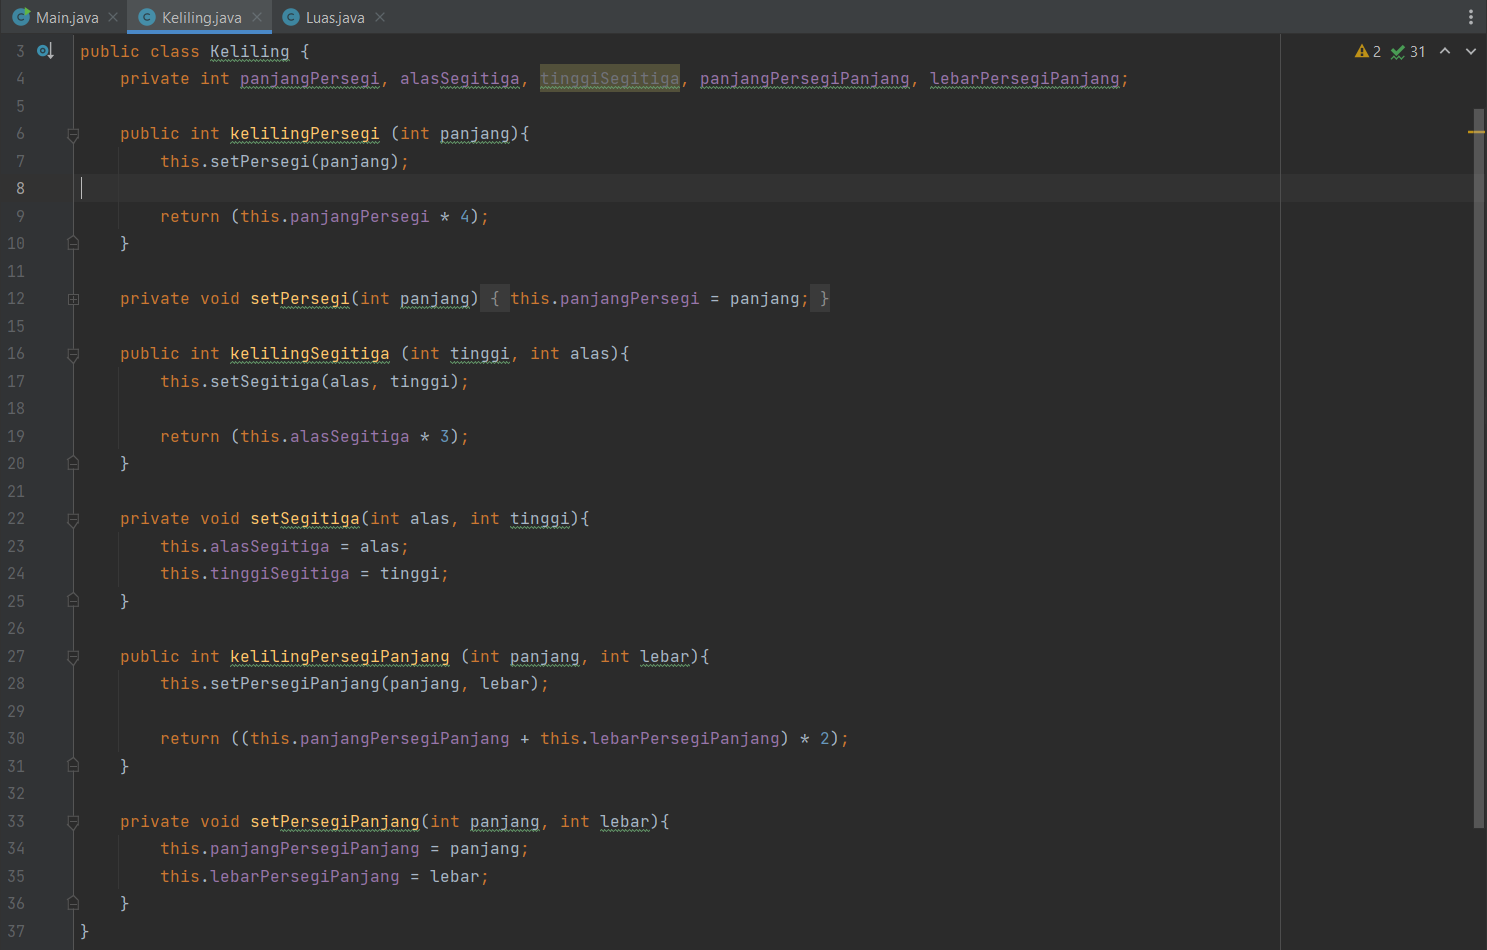 Main.java Keliling.java Luas.java
2 31
3 public class Keliling {
4 private int panjangPersegi, alasSegitiga, tinggiSegitiga, panjangPersegiPanjang, lebarPersegiPanjang;
5
6 public int kelilingPersegi (int panjang){
7 this.setPersegi(panjang);
8
9 return (this.panjangPersegi * 4);
10 }
11
12 private void setPersegi(int panjang) { this.panjangPersegi = panjang; }
15
16 public int kelilingSegitiga (int tinggi, int alas){
17 this.setSegitiga(alas, tinggi);
18
19 return (this.alasSegitiga * 3);
20 }
21
22 private void setSegitiga(int alas, int tinggi){
23 this.alasSegitiga = alas;
24 this.tinggiSegitiga = tinggi;
25 }
26
27 public int kelilingPersegiPanjang (int panjang, int lebar){
28 this.setPersegiPanjang(panjang, lebar);
29
30 return ((this.panjangPersegiPanjang + this.lebarPersegiPanjang) * 2);
31 }
32
33 private void setPersegiPanjang(int panjang, int lebar){
34 this.panjangPersegiPanjang = panjang;
35 this.lebarPersegiPanjang = lebar;
36 }
37 }